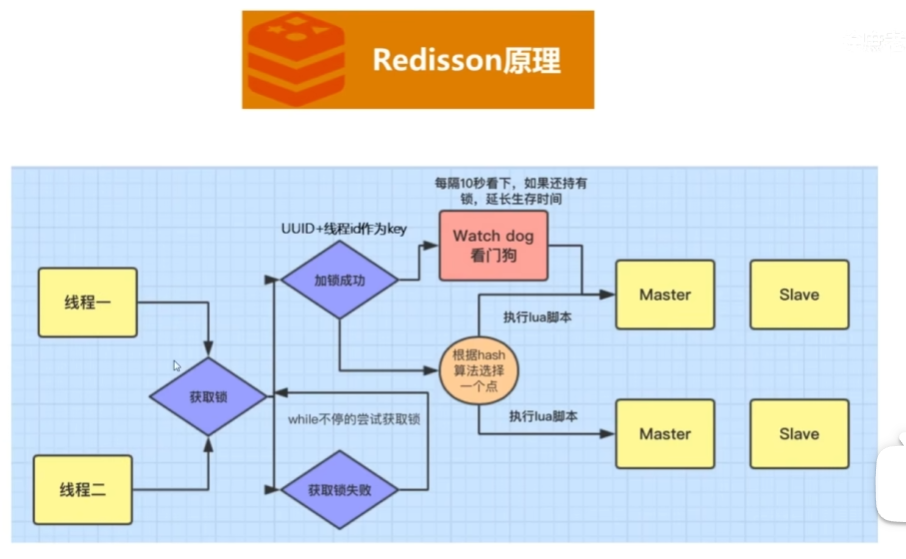 Redisson原理
每隔10秒看下，如果还持有
锁，延长生存时间
UUID+线程id作为key
Watch dog
看门狗
加锁成功
线程一
Master
Slave
执行lua脚本
根据hash
算法选择
一个点
获取锁
while不停的尝试获取锁
执行lua脚本
Master
Slave
线程二
获取锁失败